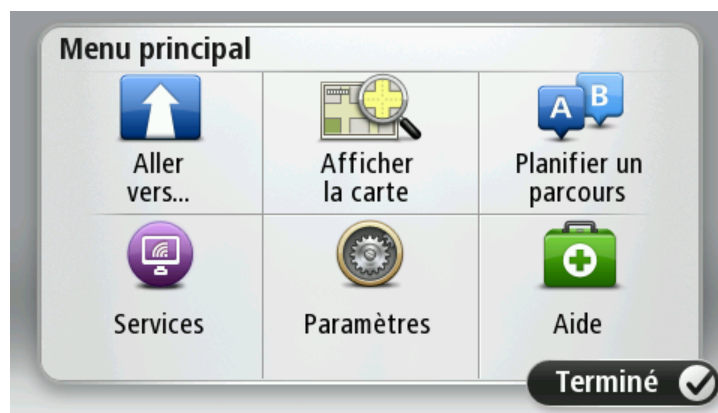 Menu principal
Aller
vers...
Afficher
la carte
A
B
Planifier un
parcours
Services
Paramètres
Aide
Terminé